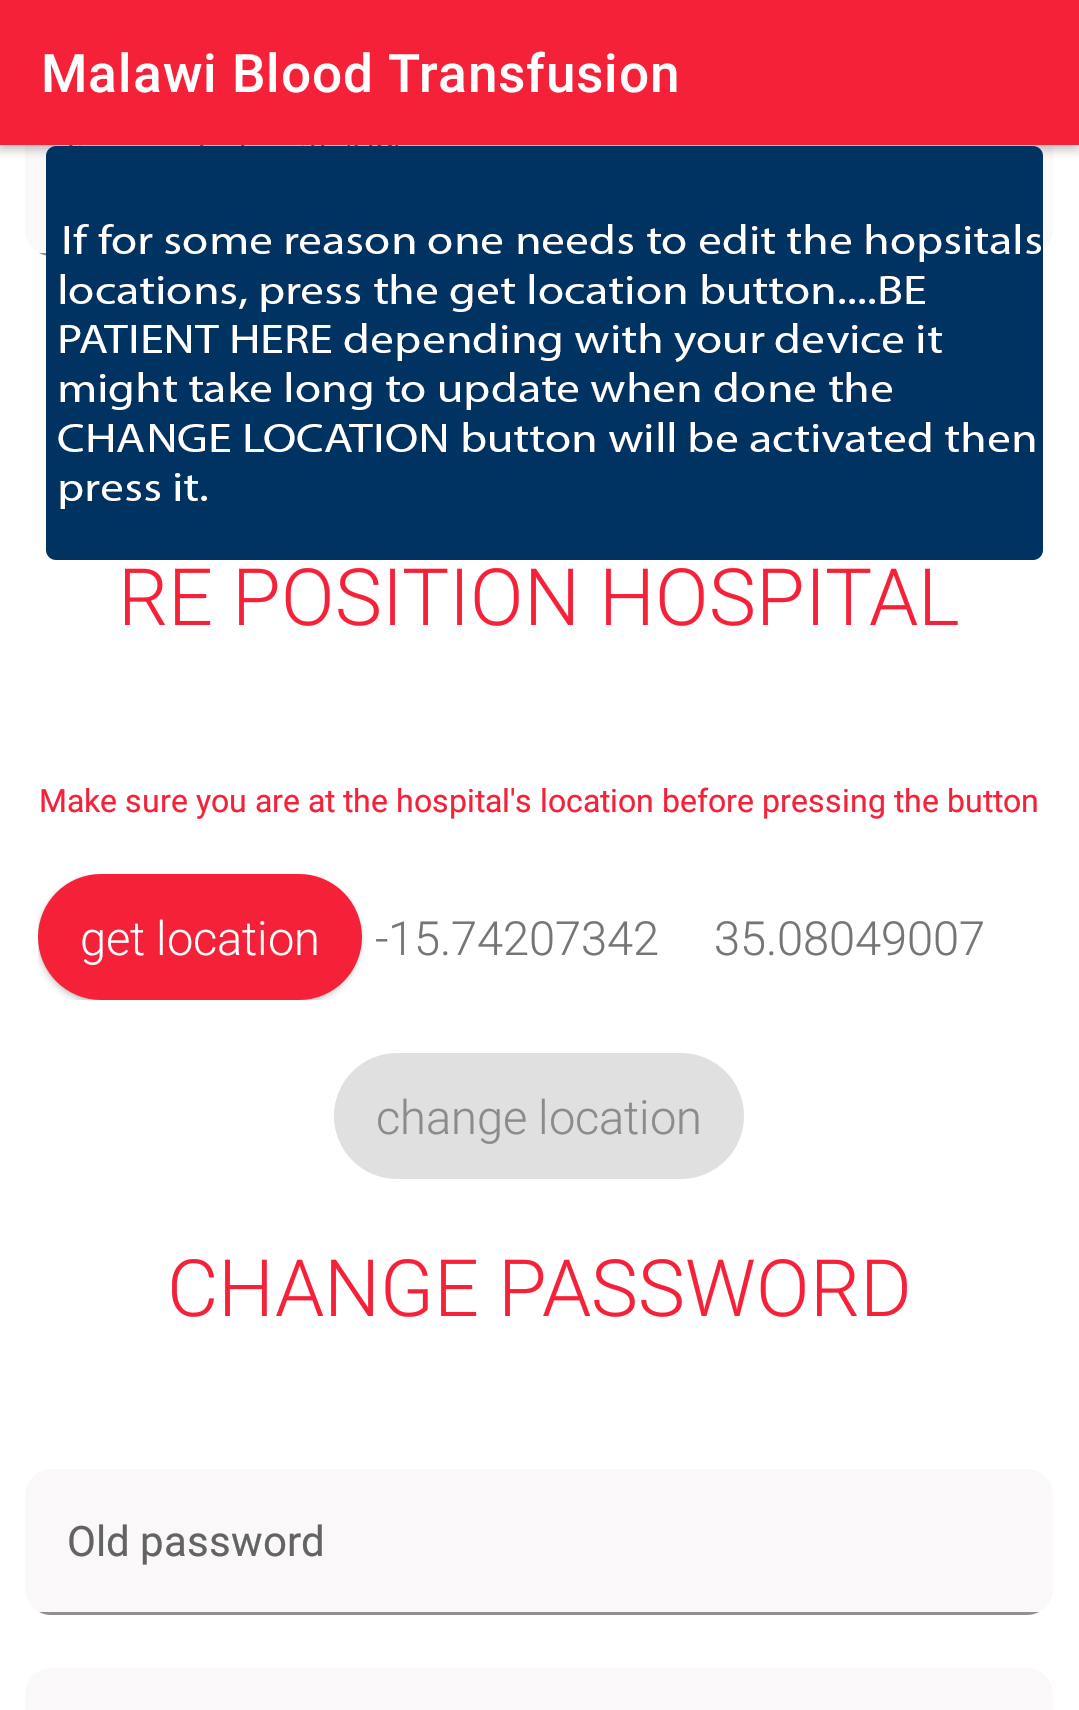 Malawi Blood Transfusion
If for some reason one needs to edit the hopsitals
locations, press the get location button....BE
PATIENT HERE depending with your device it
might take long to update when done the
CHANGE LOCATION button will be activated then
press it.
RE POSITION HOSPITAL
Make sure you are at the hospital's location before pressing the button
get location -15.74207342 35.08049007
change location
CHANGE PASSWORD
Old password